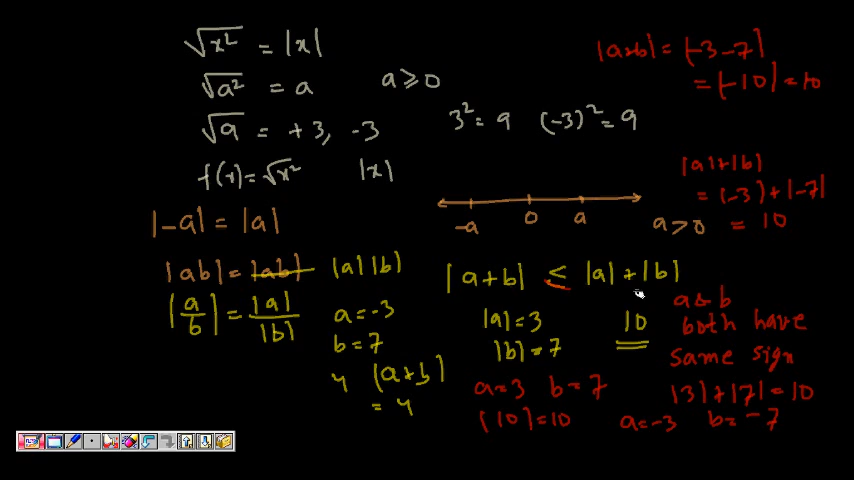 √x² = |x|
√a² = a a ⩾ 0
√9 = +3, -3 3² = 9 (-3)² = 9
f(x) = √x² |x|
|-a| = |a|
-a 0 a a > 0
|ab| = |ab| |a| |b|
|a/b| = |a|/|b|
a = -3
b = 7
4 |a+b|
= 4
|a+b| ≤ |a| + |b|
|a| = 3 10
|b| = 7
a & b
both have
same sign
a = 3 b = 7 |3| + |7| = 10
|10| = 10 a = -3 b = -7
|a+b| = |-3-7|
= |-10| = 10
|a| + |b|
= |-3| + |-7|
= 10